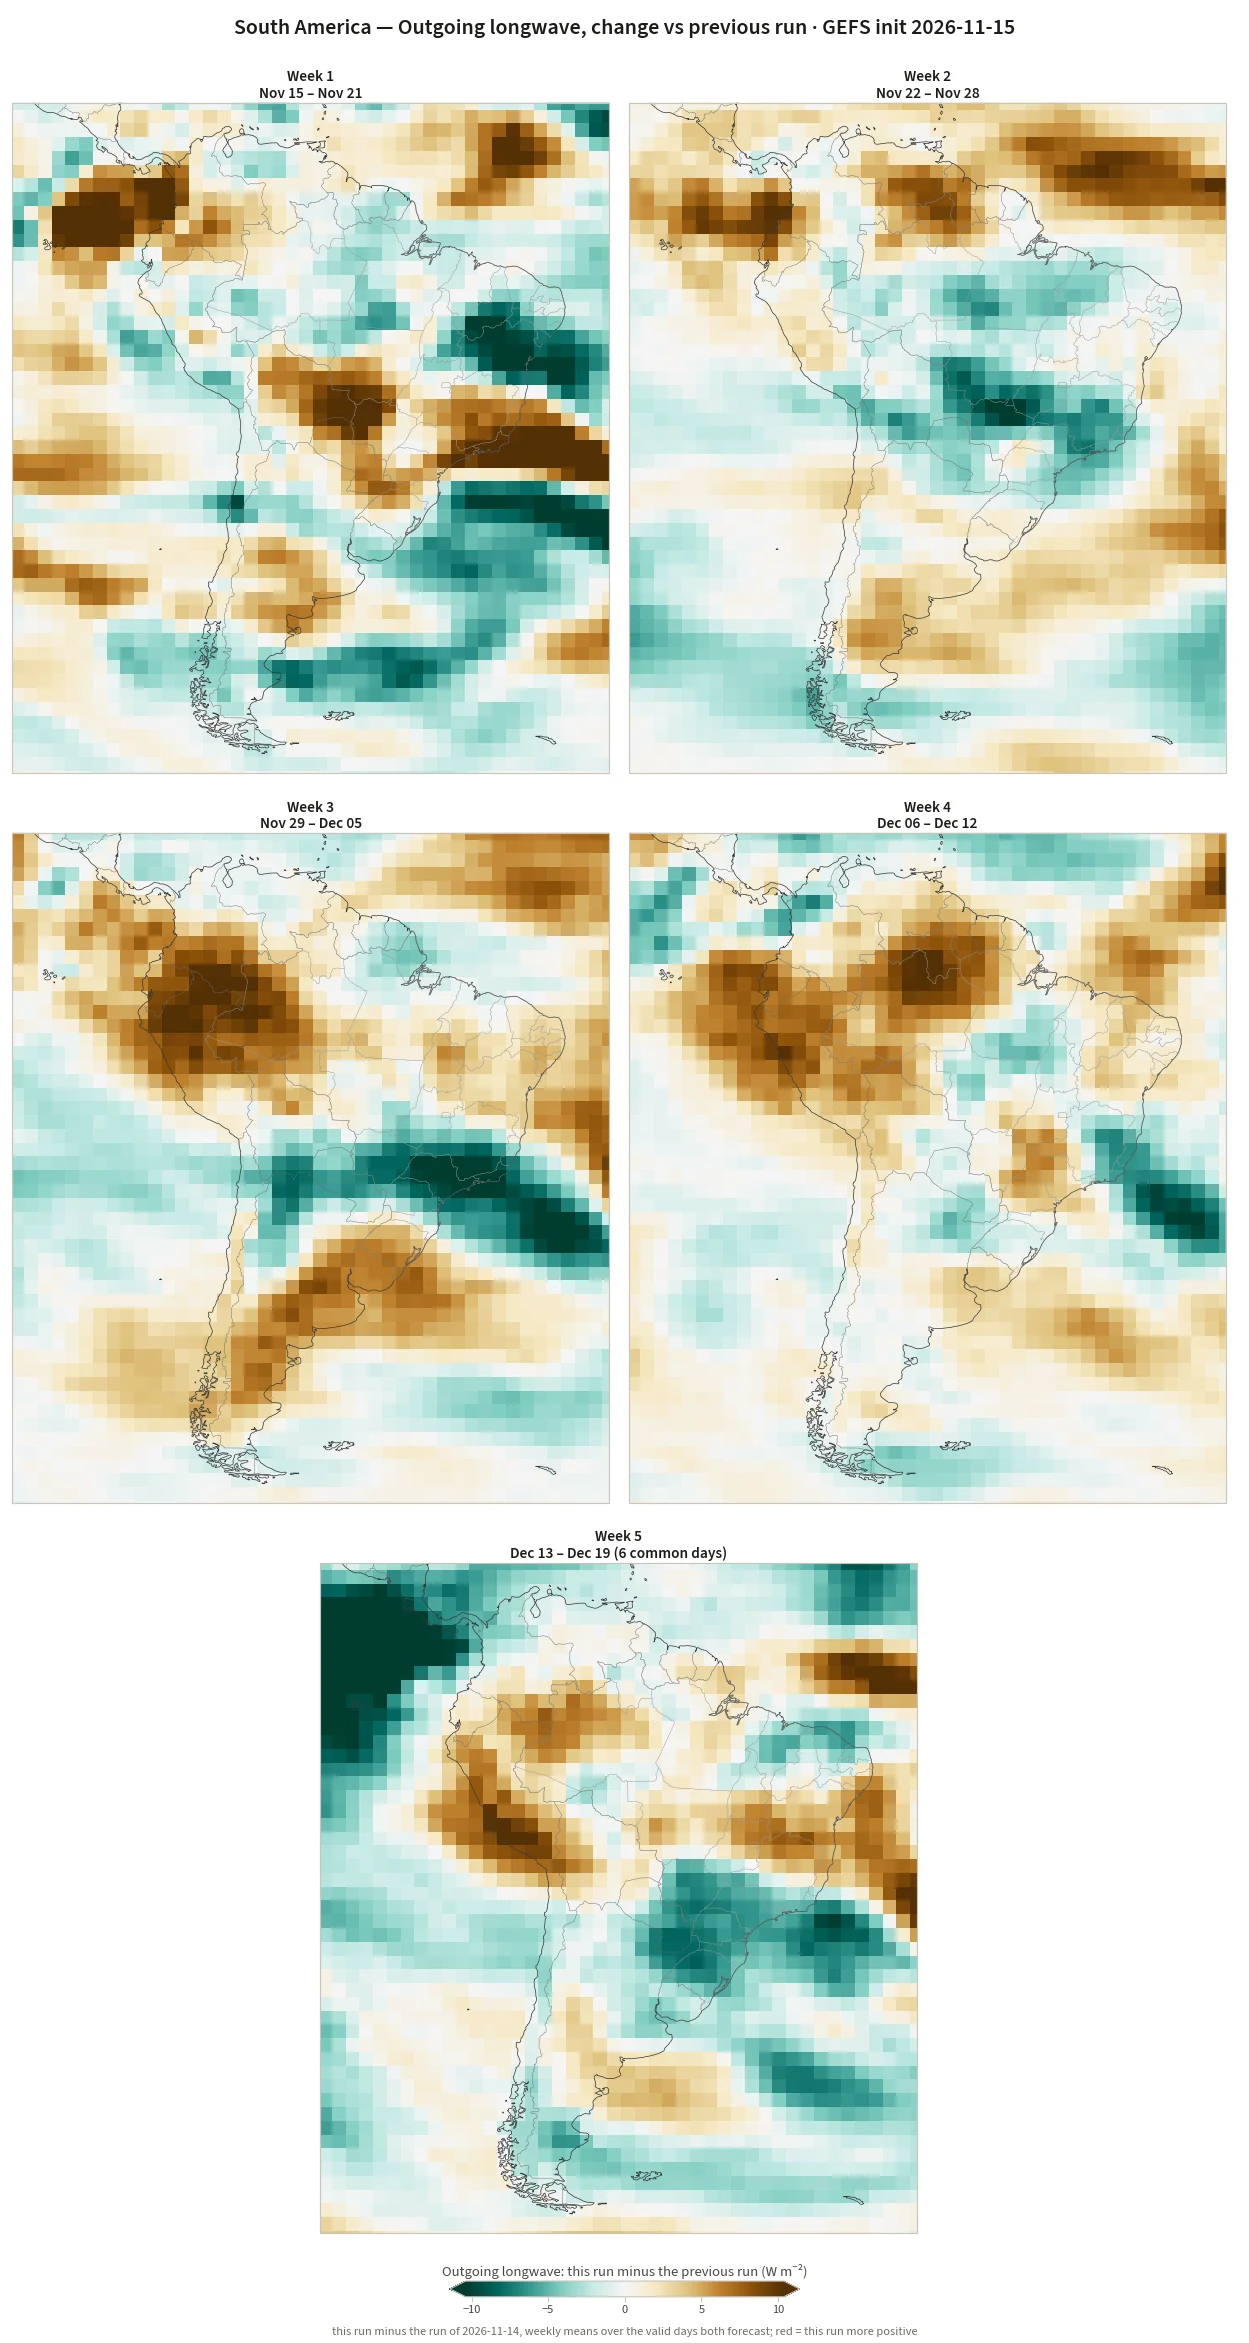 South America — Outgoing longwave, change vs previous run · GEFS init 2026-11-15
Week 1
Nov 15 – Nov 21
Week 2
Nov 22 – Nov 28
Week 3
Nov 29 – Dec 05
Week 4
Dec 06 – Dec 12
Week 5
Dec 13 – Dec 19 (6 common days)
Outgoing longwave: this run minus the previous run (W m⁻²)
−10 −5 0 5 10
this run minus the run of 2026-11-14, weekly means over the valid days both forecast; red = this run more positive